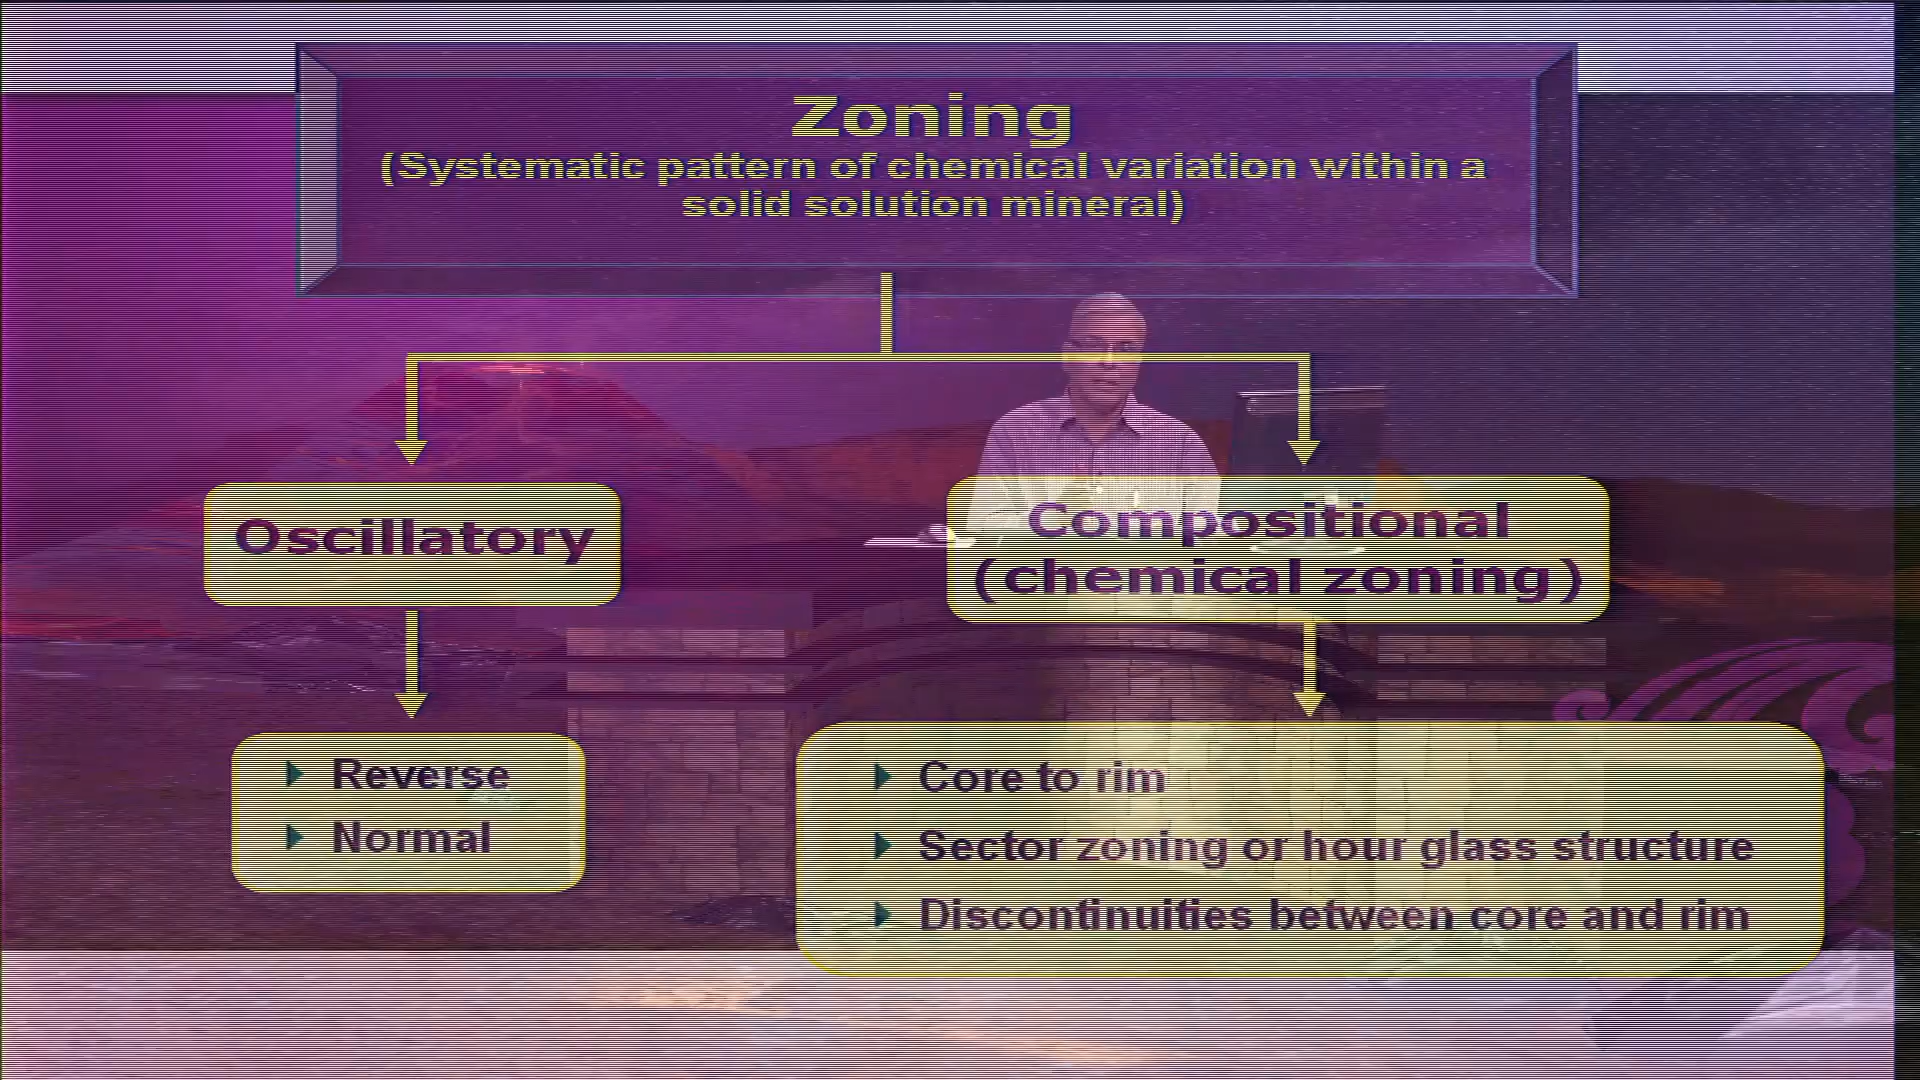 Zoning
(Systematic pattern of chemical variation within a
solid solution mineral)
Oscillatory
Compositional
(chemical zoning)
Reverse
Normal
Core to rim
Sector zoning or hour glass structure
Discontinuities between core and rim